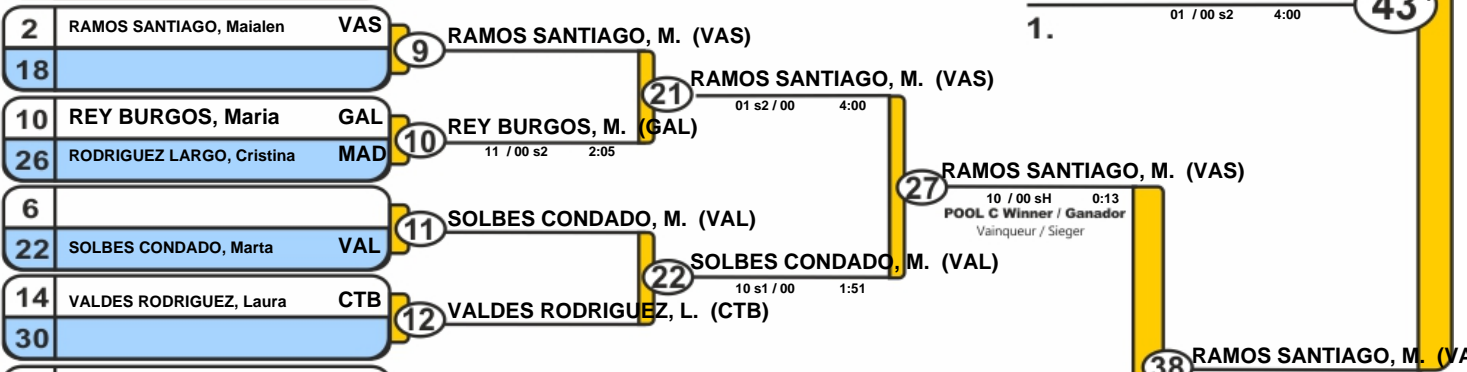 2 RAMOS SANTIAGO, Maialen VAS
18
9
RAMOS SANTIAGO, M. (VAS)
10 REY BURGOS, Maria GAL
26 RODRIGUEZ LARGO, Cristina MAD
10
REY BURGOS, M. (GAL)
11 / 00 s2 2:05
21
RAMOS SANTIAGO, M. (VAS)
01 s2 / 00 4:00
6
22 SOLBES CONDADO, Marta VAL
11
SOLBES CONDADO, M. (VAL)
14 VALDES RODRIGUEZ, Laura CTB
30
12
VALDES RODRIGUEZ, L. (CTB)
22
SOLBES CONDADO, M. (VAL)
10 s1 / 00 1:51
27
RAMOS SANTIAGO, M. (VAS)
10 / 00 sH 0:13
POOL C Winner / Ganador
Vainqueur / Sieger
01 / 00 s2 4:00
43
1.
38
RAMOS SANTIAGO, M. (VA